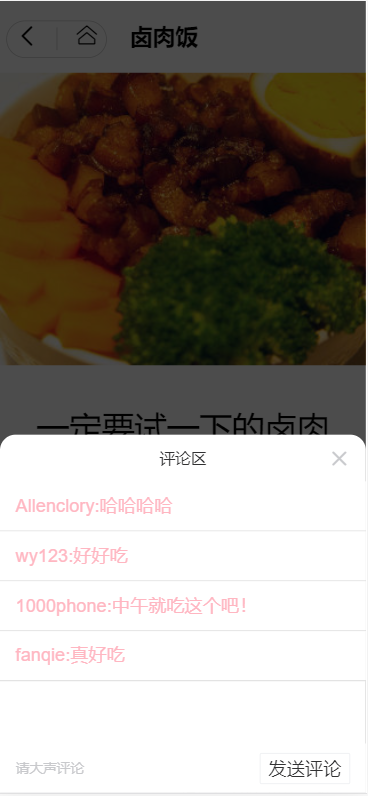 卤肉饭
一定要试一下的卤肉
评论区
Allenclory:哈哈哈哈
wy123:好好吃
1000phone:中午就吃这个吧！
fanqie:真好吃
请大声评论
发送评论